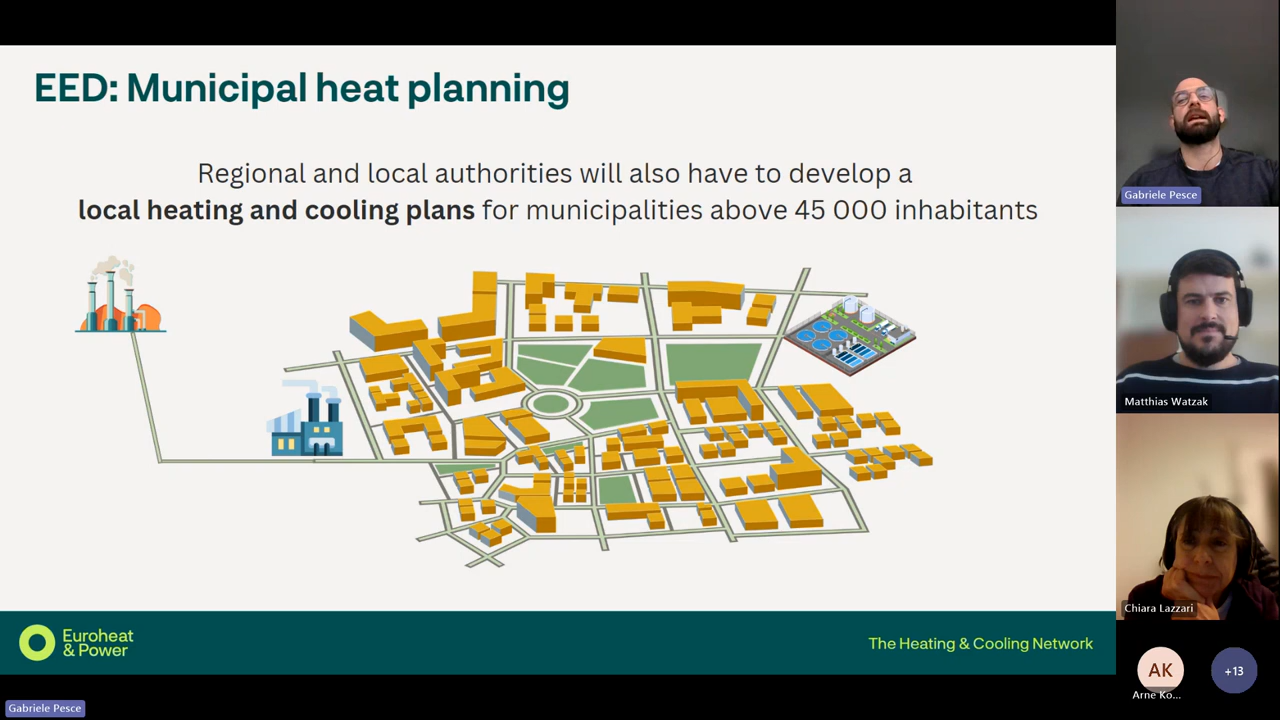 EED: Municipal heat planning
Regional and local authorities will also have to develop a
local heating and cooling plans for municipalities above 45 000 inhabitants
Euroheat
& Power
The Heating & Cooling Network
Gabriele Pesce
Gabriele Pesce
Matthias Watzak
Chiara Lazzari
AK
Arne Ko...
+13